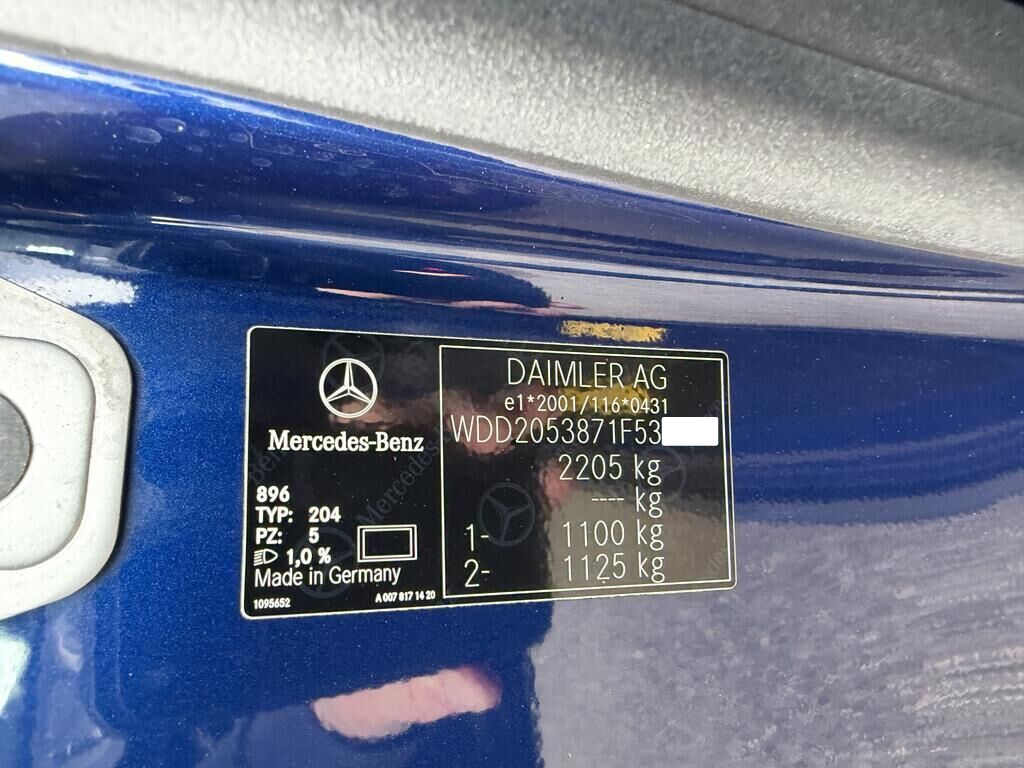 Mercedes-Benz
896
TYP: 204
PZ: 5
1,0 %
Made in Germany
1095652
A 007 817 14 20
DAIMLER AG
e1*2001/116*0431
WDD2053871F53
2205 kg
---- kg
1- 1100 kg
2- 1125 kg